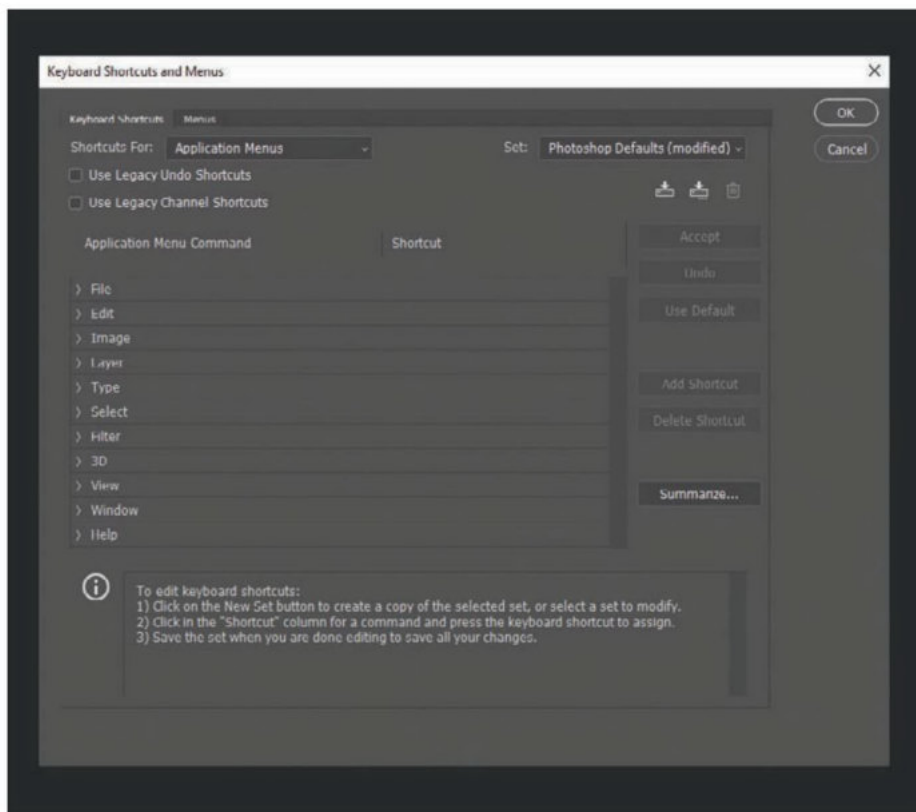 Keyboard Shortcuts and Menus
Keyboard Shortcuts Menus
Shortcuts For: Application Menus Set: Photoshop Defaults (modified)
Use Legacy Undo Shortcuts
Use Legacy Channel Shortcuts
Application Menu Command Shortcut
File
Edit
Image
Layer
Type
Select
Filter
3D
View
Window
Help
OK
Cancel
Accept
Undo
Use Default
Add Shortcut
Delete Shortcut
Summarize...
To edit keyboard shortcuts:
1) Click on the New Set button to create a copy of the selected set, or select a set to modify.
2) Click in the "Shortcut" column for a command and press the keyboard shortcut to assign.
3) Save the set when you are done editing to save all your changes.